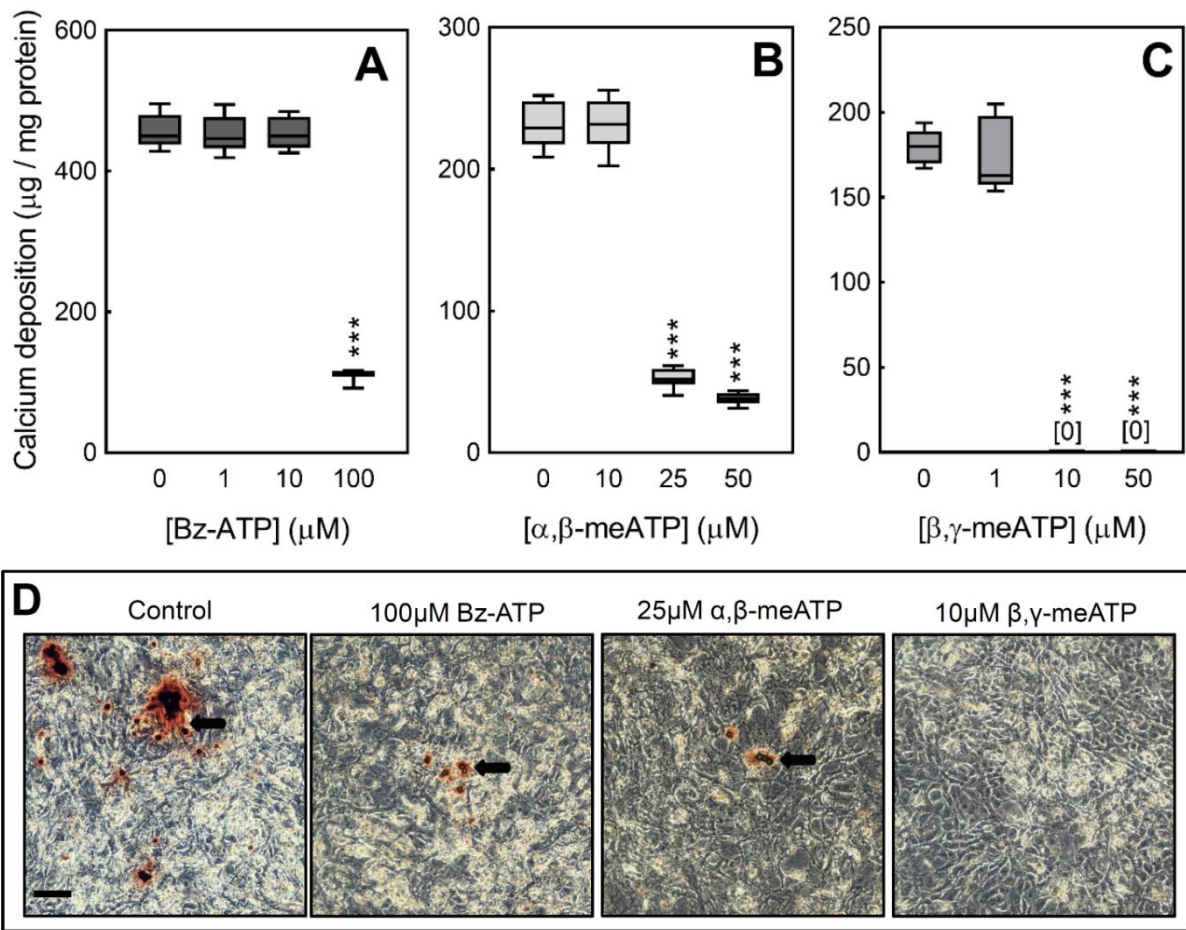 Calcium deposition (μg / mg protein)
600
400
200
0
A
***
0 1 10 100
[Bz-ATP] (μM)
300
200
100
0
B
***
***
0 10 25 50
[α,β-meATP] (μM)
250
200
150
100
50
0
C
***
***
[0] [0]
0 1 10 50
[β,γ-meATP] (μM)
D
Control
100μM Bz-ATP
25μM α,β-meATP
10μM β,γ-meATP